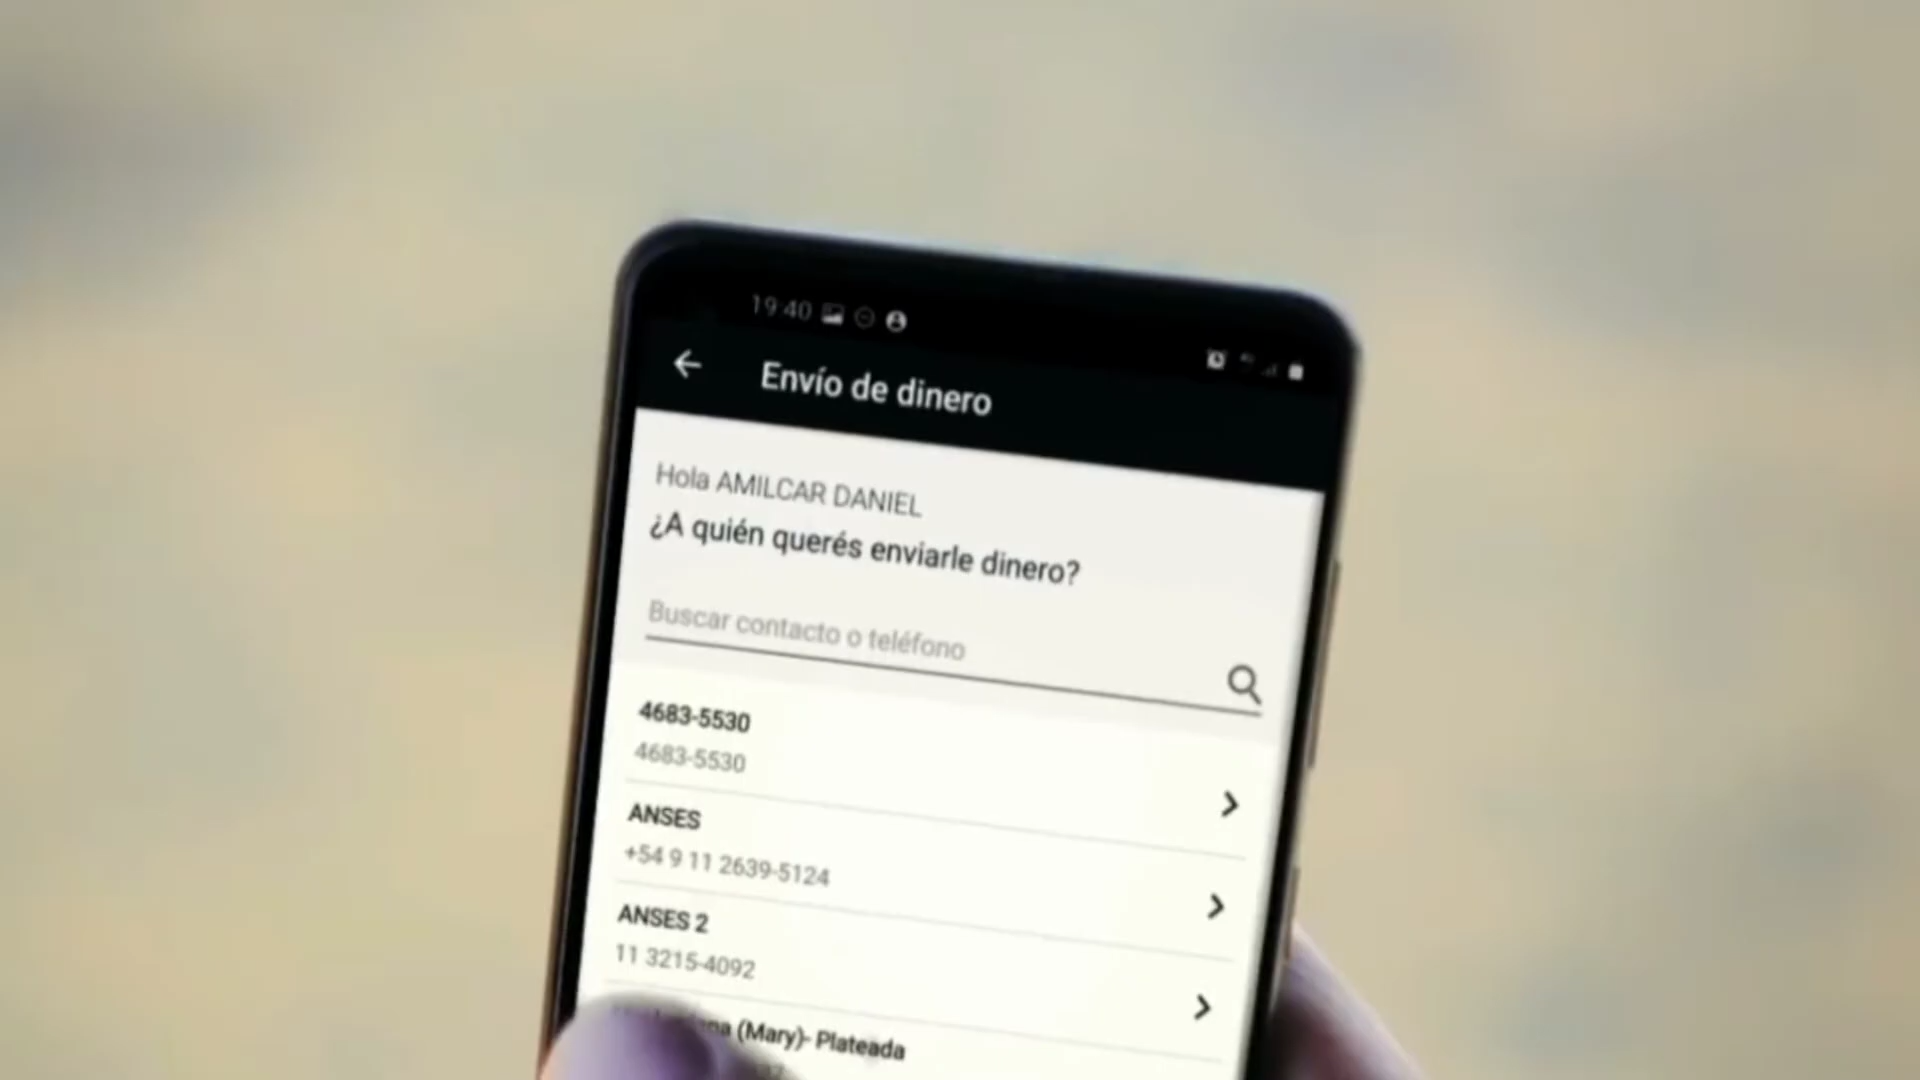 19:40
Envío de dinero
Hola AMILCAR DANIEL
¿A quién querés enviarle dinero?
Buscar contacto o teléfono
4683-5530
4683-5530
ANSES
+54 9 11 2639-5124
ANSES 2
11 3215-4092
(Mary)- Plateada